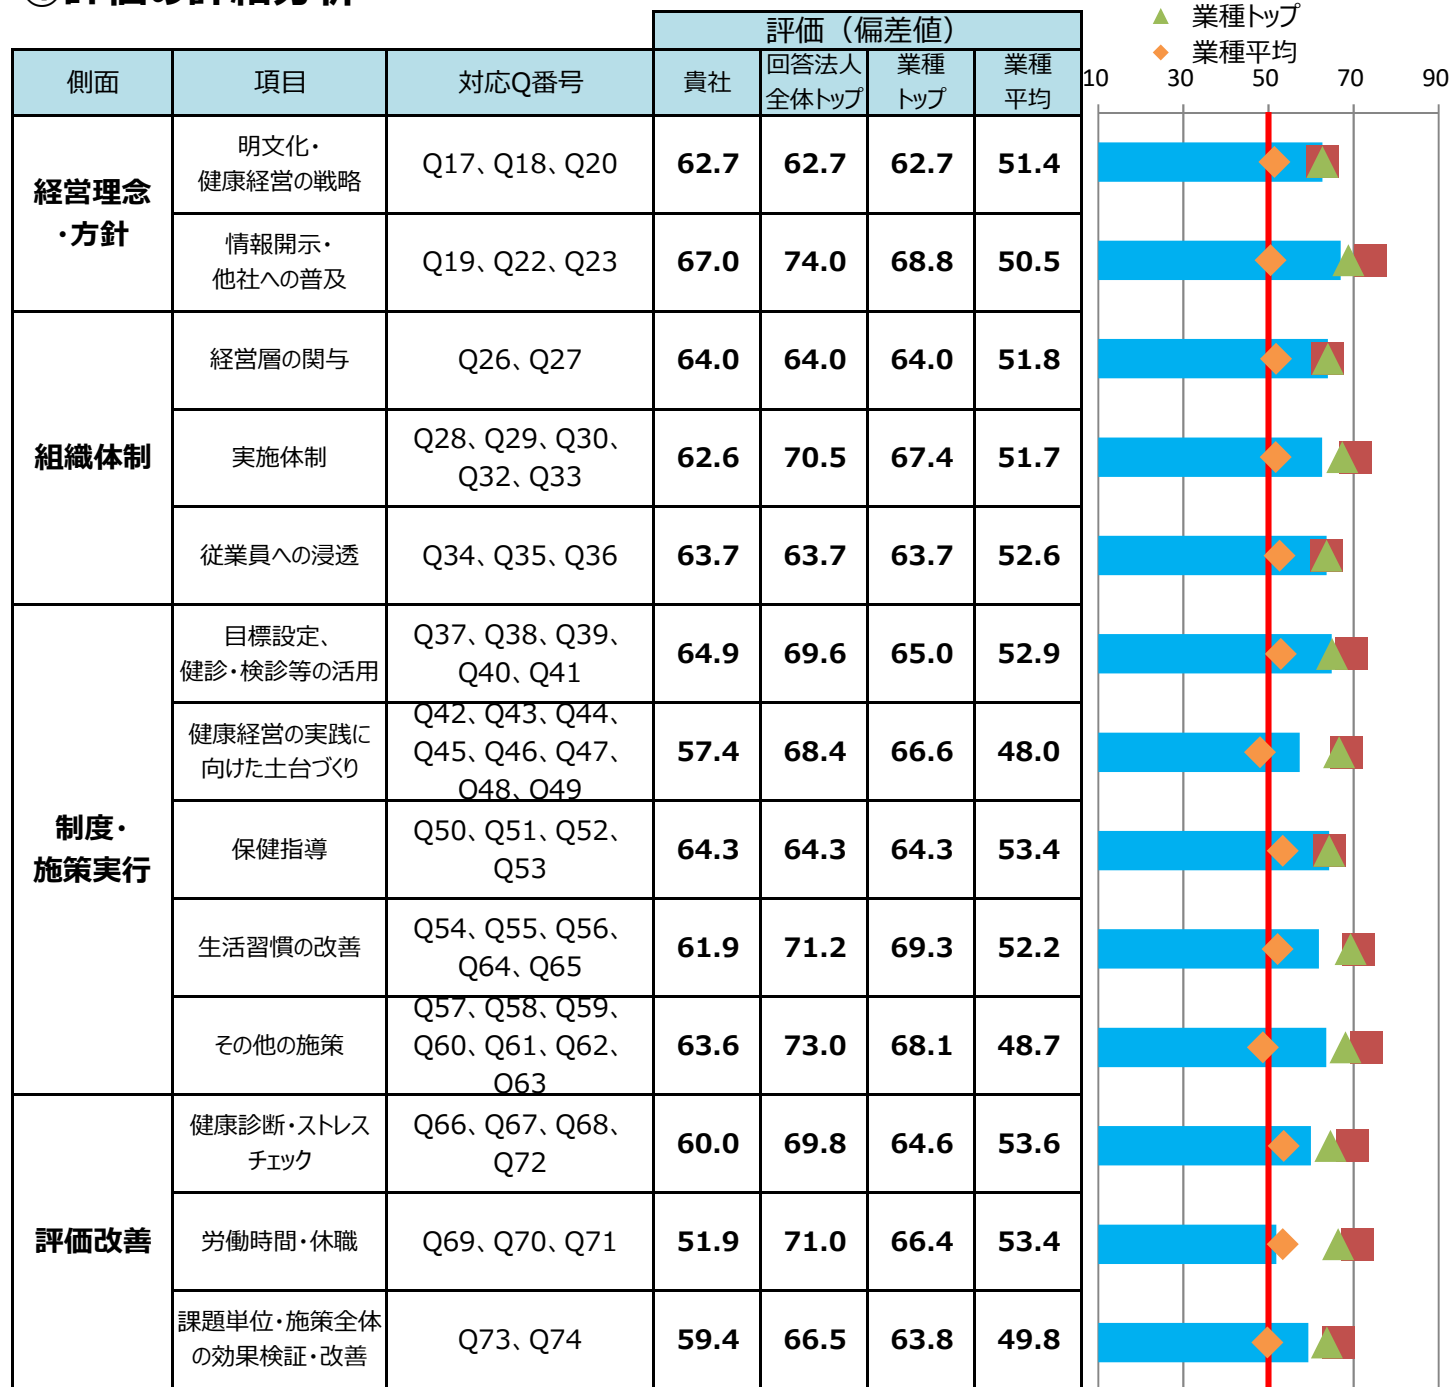 ①評価の詳細分析
▲ 業種トップ
◆ 業種平均
評価（偏差値）
側面 項目 対応Q番号 貴社 回答法人全体トップ 業種トップ 業種平均
10 30 50 70 90
経営理念・方針
明文化・健康経営の戦略 Q17、Q18、Q20 62.7 62.7 62.7 51.4
情報開示・他社への普及 Q19、Q22、Q23 67.0 74.0 68.8 50.5
組織体制
経営層の関与 Q26、Q27 64.0 64.0 64.0 51.8
実施体制 Q28、Q29、Q30、Q32、Q33 62.6 70.5 67.4 51.7
従業員への浸透 Q34、Q35、Q36 63.7 63.7 63.7 52.6
制度・施策実行
目標設定、健診・検診等の活用 Q37、Q38、Q39、Q40、Q41 64.9 69.6 65.0 52.9
健康経営の実践に向けた土台づくり Q42、Q43、Q44、Q45、Q46、Q47、Q48、Q49 57.4 68.4 66.6 48.0
保健指導 Q50、Q51、Q52、Q53 64.3 64.3 64.3 53.4
生活習慣の改善 Q54、Q55、Q56、Q64、Q65 61.9 71.2 69.3 52.2
その他の施策 Q57、Q58、Q59、Q60、Q61、Q62、Q63 63.6 73.0 68.1 48.7
評価改善
健康診断・ストレスチェック Q66、Q67、Q68、Q72 60.0 69.8 64.6 53.6
労働時間・休職 Q69、Q70、Q71 51.9 71.0 66.4 53.4
課題単位・施策全体の効果検証・改善 Q73、Q74 59.4 66.5 63.8 49.8